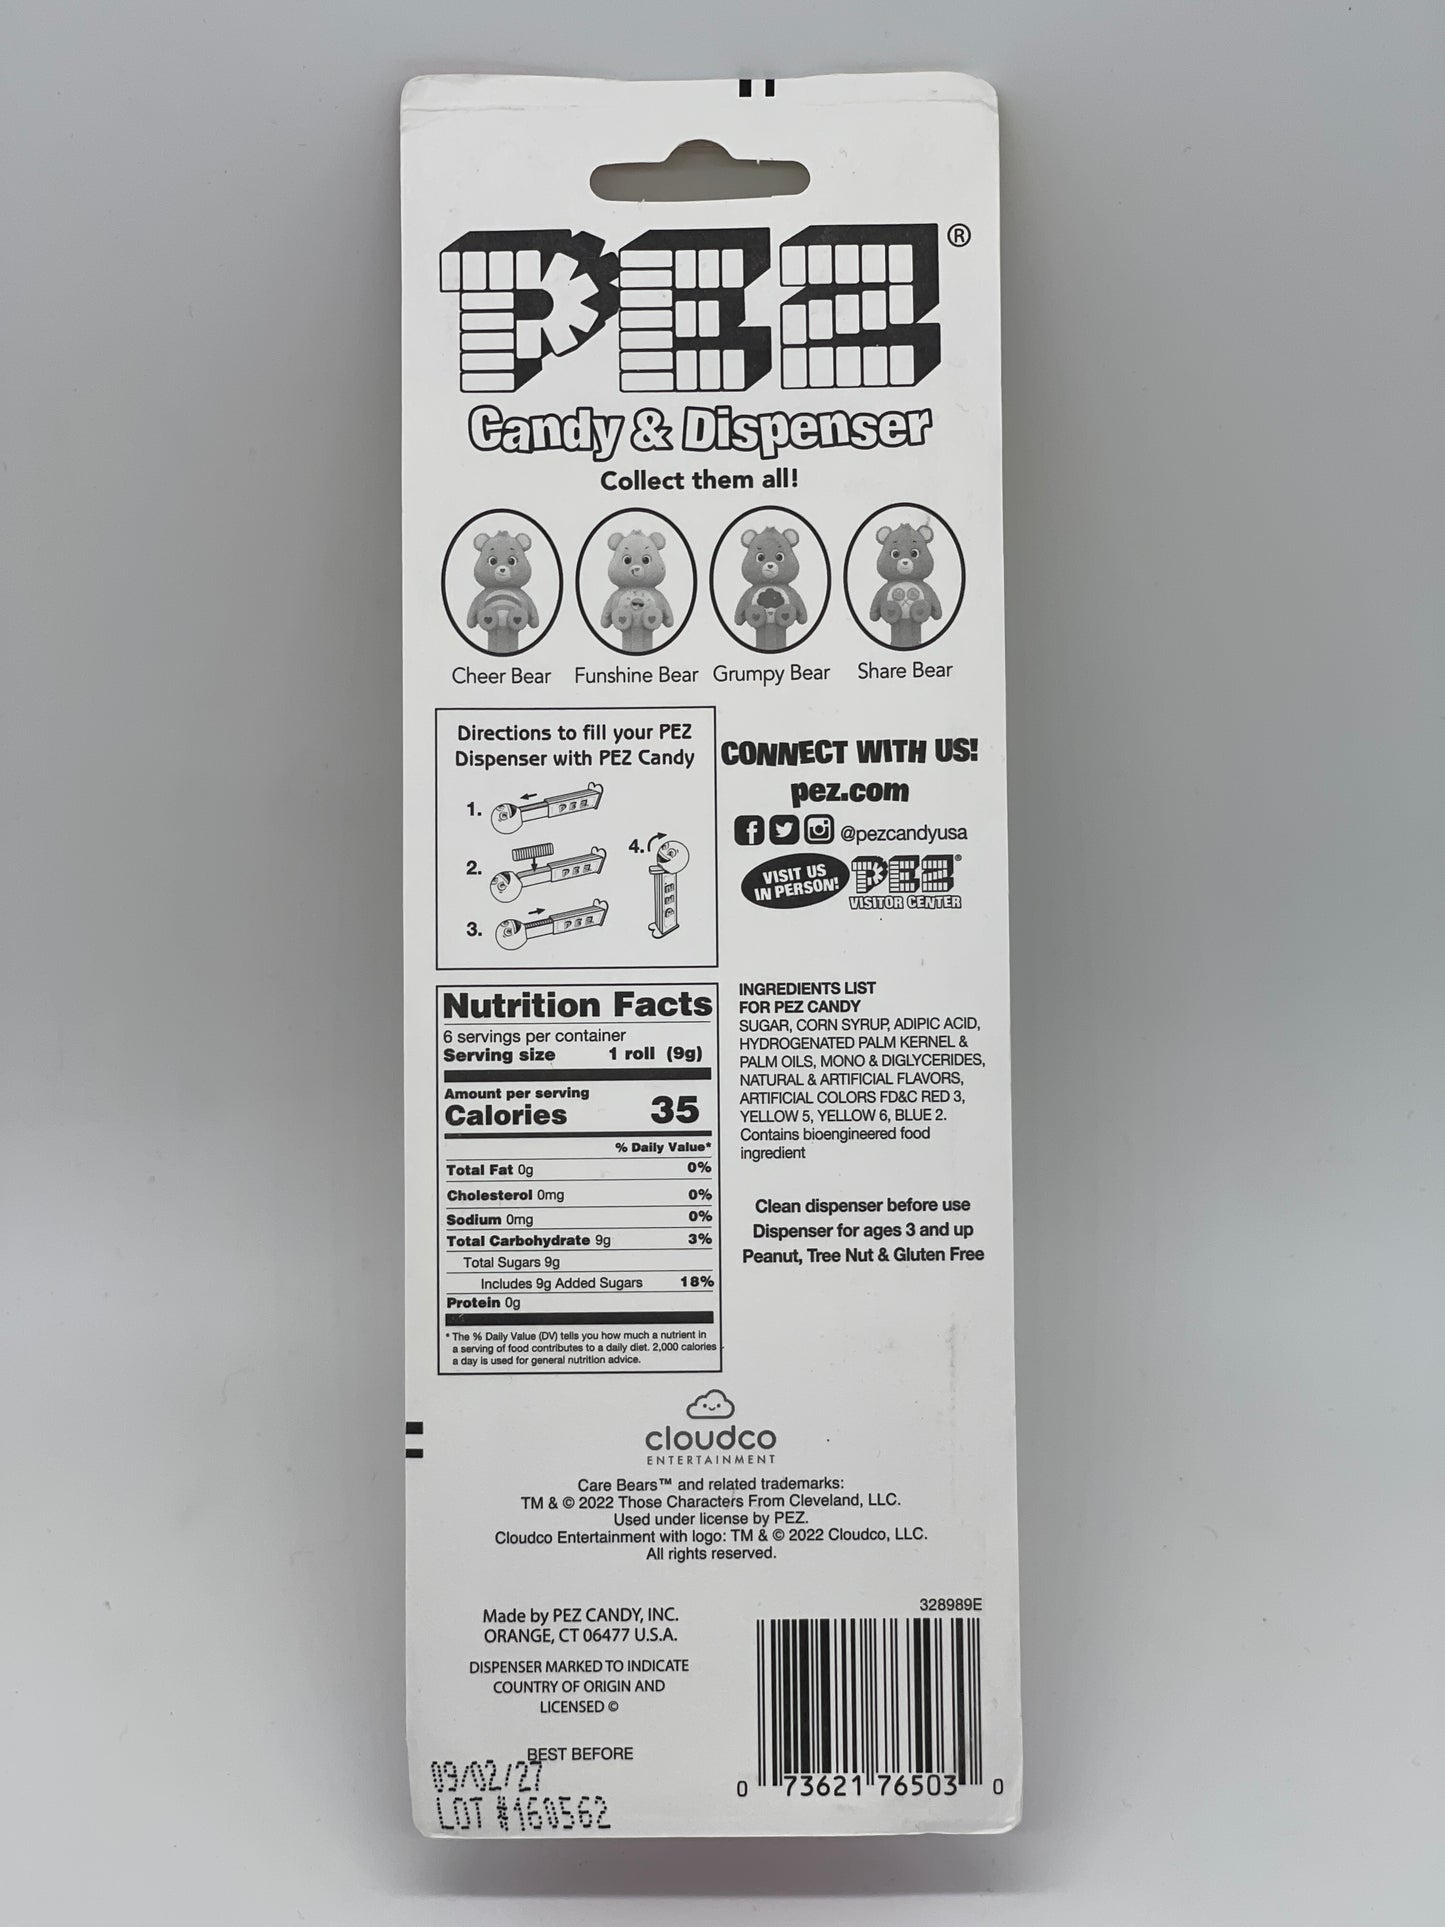 PEZ®
Candy & Dispenser
Collect them all!
Cheer Bear Funshine Bear Grumpy Bear Share Bear
Directions to fill your PEZ
Dispenser with PEZ Candy
1.
PEZ
2.
PEZ
3.
PEZ
4.
PEZ
CONNECT WITH US!
pez.com
@pezcandyusa
VISIT US
IN PERSON!
PEZ®
VISITOR CENTER
Nutrition Facts
6 servings per container
Serving size 1 roll (9g)
Amount per serving
Calories 35
% Daily Value*
Total Fat 0g 0%
Cholesterol 0mg 0%
Sodium 0mg 0%
Total Carbohydrate 9g 3%
Total Sugars 9g
Includes 9g Added Sugars 18%
Protein 0g
* The % Daily Value (DV) tells you how much a nutrient in
a serving of food contributes to a daily diet. 2,000 calories
a day is used for general nutrition advice.
INGREDIENTS LIST
FOR PEZ CANDY
SUGAR, CORN SYRUP, ADIPIC ACID,
HYDROGENATED PALM KERNEL &
PALM OILS, MONO & DIGLYCERIDES,
NATURAL & ARTIFICIAL FLAVORS,
ARTIFICIAL COLORS FD&C RED 3,
YELLOW 5, YELLOW 6, BLUE 2.
Contains bioengineered food
ingredient
Clean dispenser before use
Dispenser for ages 3 and up
Peanut, Tree Nut & Gluten Free
cloudco
ENTERTAINMENT
Care Bears™ and related trademarks:
TM & © 2022 Those Characters From Cleveland, LLC.
Used under license by PEZ.
Cloudco Entertainment with logo: TM & © 2022 Cloudco, LLC.
All rights reserved.
Made by PEZ CANDY, INC.
ORANGE, CT 06477 U.S.A.
DISPENSER MARKED TO INDICATE
COUNTRY OF ORIGIN AND
LICENSED ©
BEST BEFORE
09/02/27
LOT #160562
328989E
0 73621 76503 0